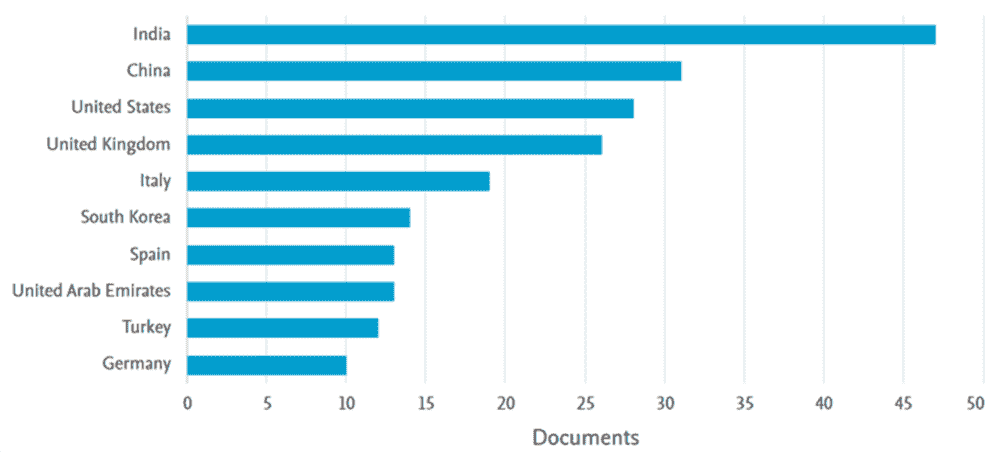 India
China
United States
United Kingdom
Italy
South Korea
Spain
United Arab Emirates
Turkey
Germany
0 5 10 15 20 25 30 35 40 45 50
Documents